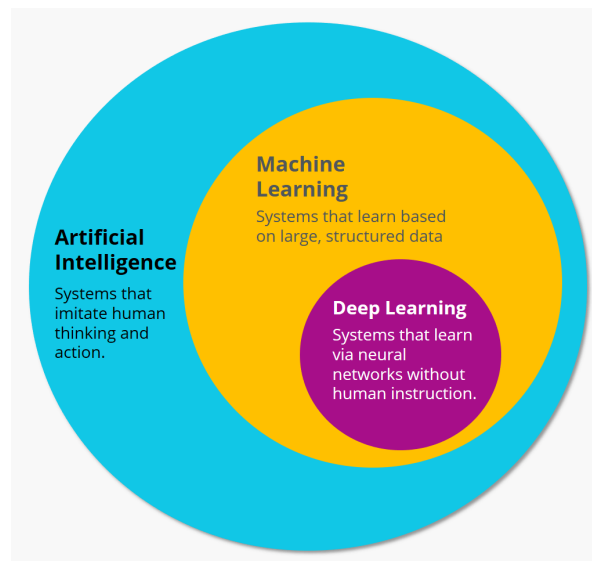 Machine
Learning
Systems that learn based
on large, structured data
Artificial
Intelligence
Systems that
imitate human
thinking and
action.
Deep Learning
Systems that learn
via neural
networks without
human instruction.